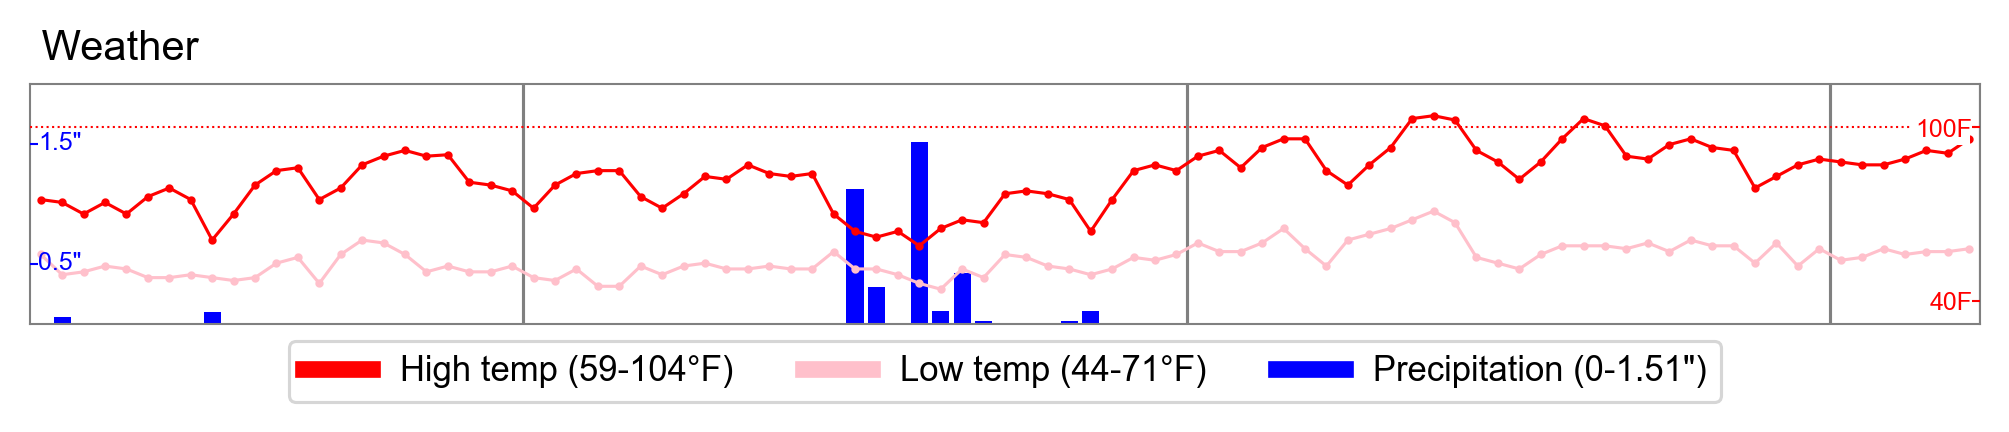 Weather
1.5"
100F
0.5"
40F
High temp (59-104°F) Low temp (44-71°F) Precipitation (0-1.51")